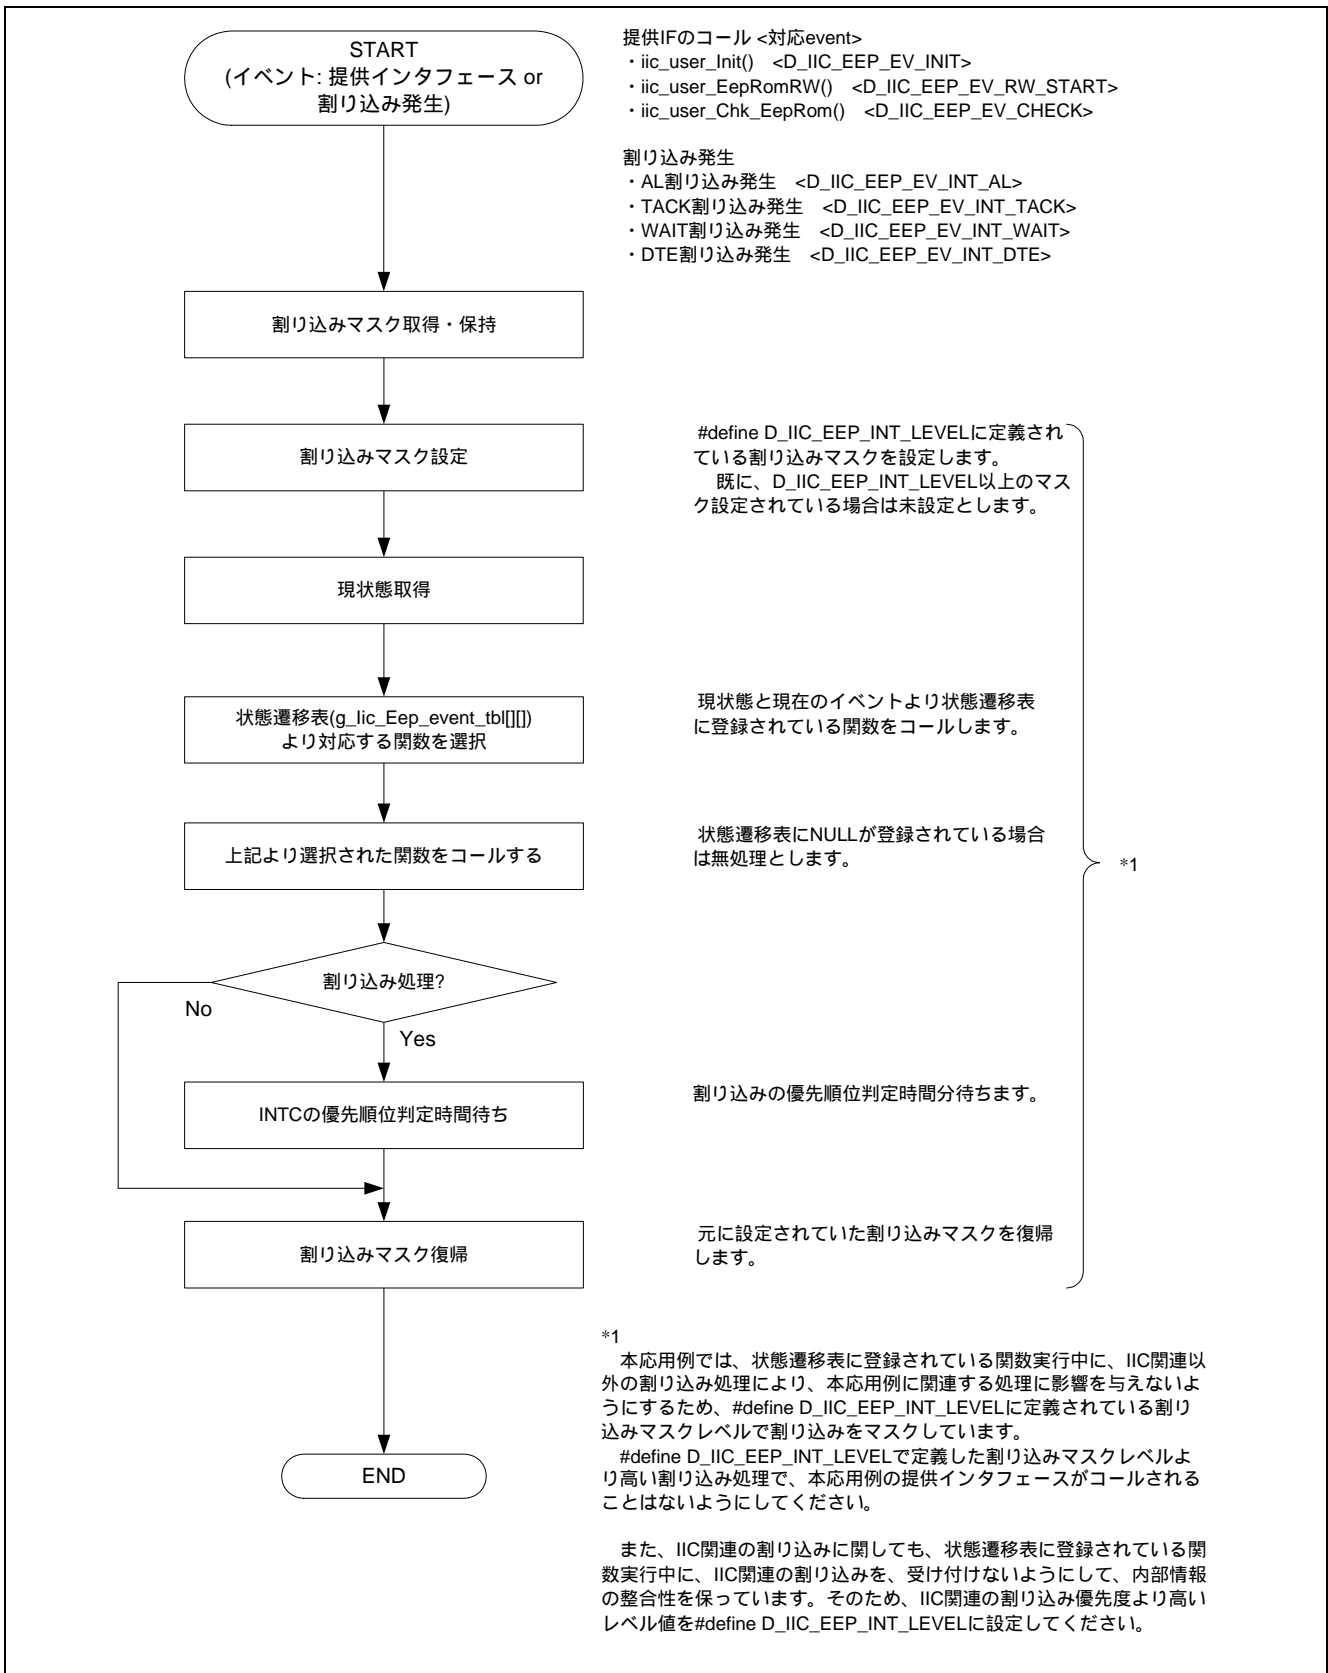 START
(イベント: 提供インタフェース or
割り込み発生)
提供IFのコール <対応event>
・iic_user_Init()　<D_IIC_EEP_EV_INIT>
・iic_user_EepRomRW()　<D_IIC_EEP_EV_RW_START>
・iic_user_Chk_EepRom()　<D_IIC_EEP_EV_CHECK>
割り込み発生
・AL割り込み発生　<D_IIC_EEP_EV_INT_AL>
・TACK割り込み発生　<D_IIC_EEP_EV_INT_TACK>
・WAIT割り込み発生　<D_IIC_EEP_EV_INT_WAIT>
・DTE割り込み発生　<D_IIC_EEP_EV_INT_DTE>
割り込みマスク取得・保持
割り込みマスク設定
#define D_IIC_EEP_INT_LEVELに定義され
ている割り込みマスクを設定します。
既に、D_IIC_EEP_INT_LEVEL以上のマス
ク設定されている場合は未設定とします。
現状態取得
状態遷移表(g_Iic_Eep_event_tbl[][])
より対応する関数を選択
現状態と現在のイベントより状態遷移表
に登録されている関数をコールします。
上記より選択された関数をコールする
状態遷移表にNULLが登録されている場合
は無処理とします。
*1
割り込み処理?
No
Yes
INTCの優先順位判定時間待ち
割り込みの優先順位判定時間分待ちます。
割り込みマスク復帰
元に設定されていた割り込みマスクを復帰
します。
END
*1
本応用例では、状態遷移表に登録されている関数実行中に、IIC関連以
外の割り込み処理により、本応用例に関連する処理に影響を与えないよ
うにするため、#define D_IIC_EEP_INT_LEVELに定義されている割り
込みマスクレベルで割り込みをマスクしています。
#define D_IIC_EEP_INT_LEVELで定義した割り込みマスクレベルよ
り高い割り込み処理で、本応用例の提供インタフェースがコールされる
ことはないようにしてください。
また、IIC関連の割り込みに関しても、状態遷移表に登録されている関
数実行中に、IIC関連の割り込みを、受け付けないようにして、内部情報
の整合性を保っています。そのため、IIC関連の割り込み優先度より高い
レベル値を#define D_IIC_EEP_INT_LEVELに設定してください。